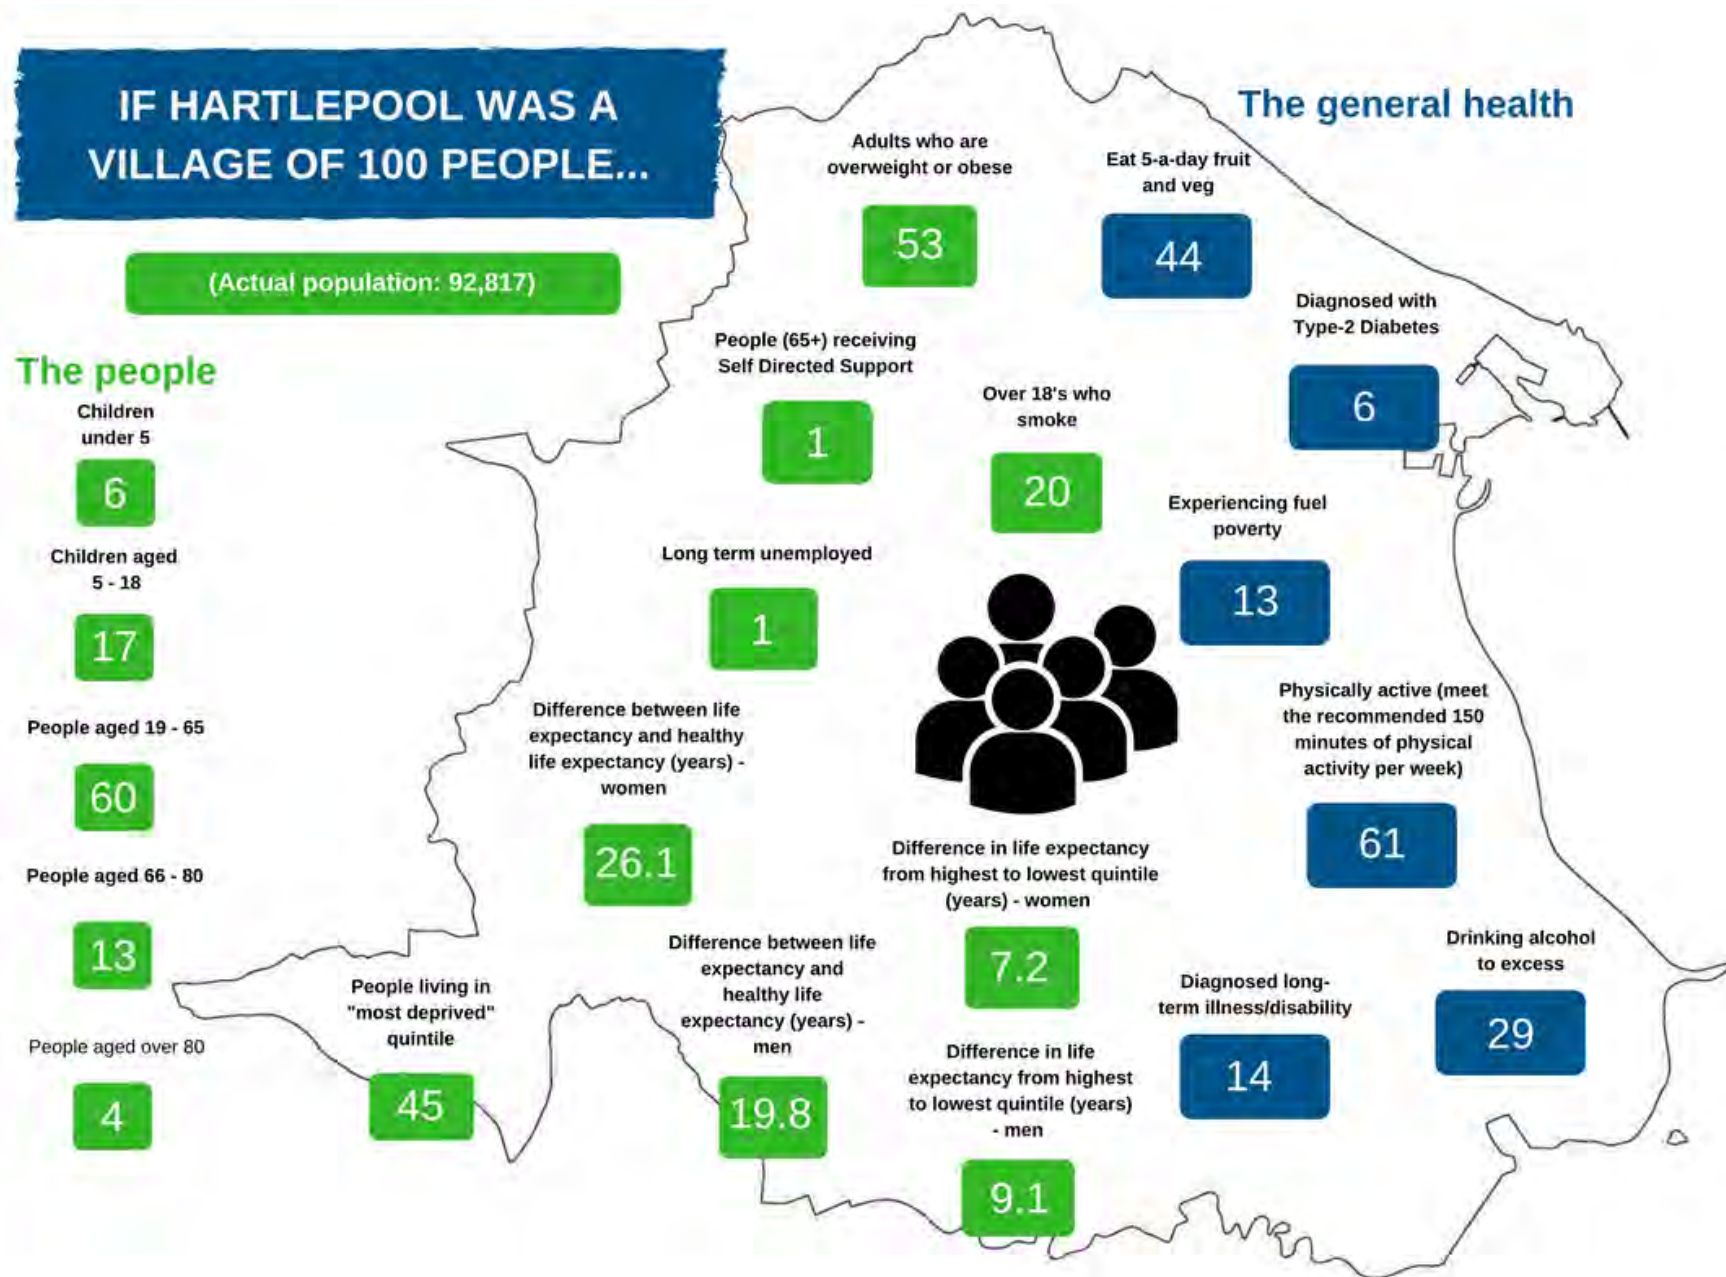 IF HARTLEPOOL WAS A
VILLAGE OF 100 PEOPLE...
(Actual population: 92,817)
The people
Children
under 5
6
Children aged
5 - 18
17
People aged 19 - 65
60
People aged 66 - 80
13
People aged over 80
4
The general health
Adults who are
overweight or obese
53
Eat 5-a-day fruit
and veg
44
Diagnosed with
Type-2 Diabetes
6
People (65+) receiving
Self Directed Support
1
Over 18's who
smoke
20
Experiencing fuel
poverty
13
Long term unemployed
1
Physically active (meet
the recommended 150
minutes of physical
activity per week)
61
Difference between life
expectancy and healthy
life expectancy (years) -
women
26.1
Difference in life expectancy
from highest to lowest quintile
(years) - women
7.2
Drinking alcohol
to excess
29
Diagnosed long-
term illness/disability
14
Difference between life
expectancy and
healthy life
expectancy (years) -
men
19.8
People living in
"most deprived"
quintile
45
Difference in life
expectancy from highest
to lowest quintile (years)
- men
9.1